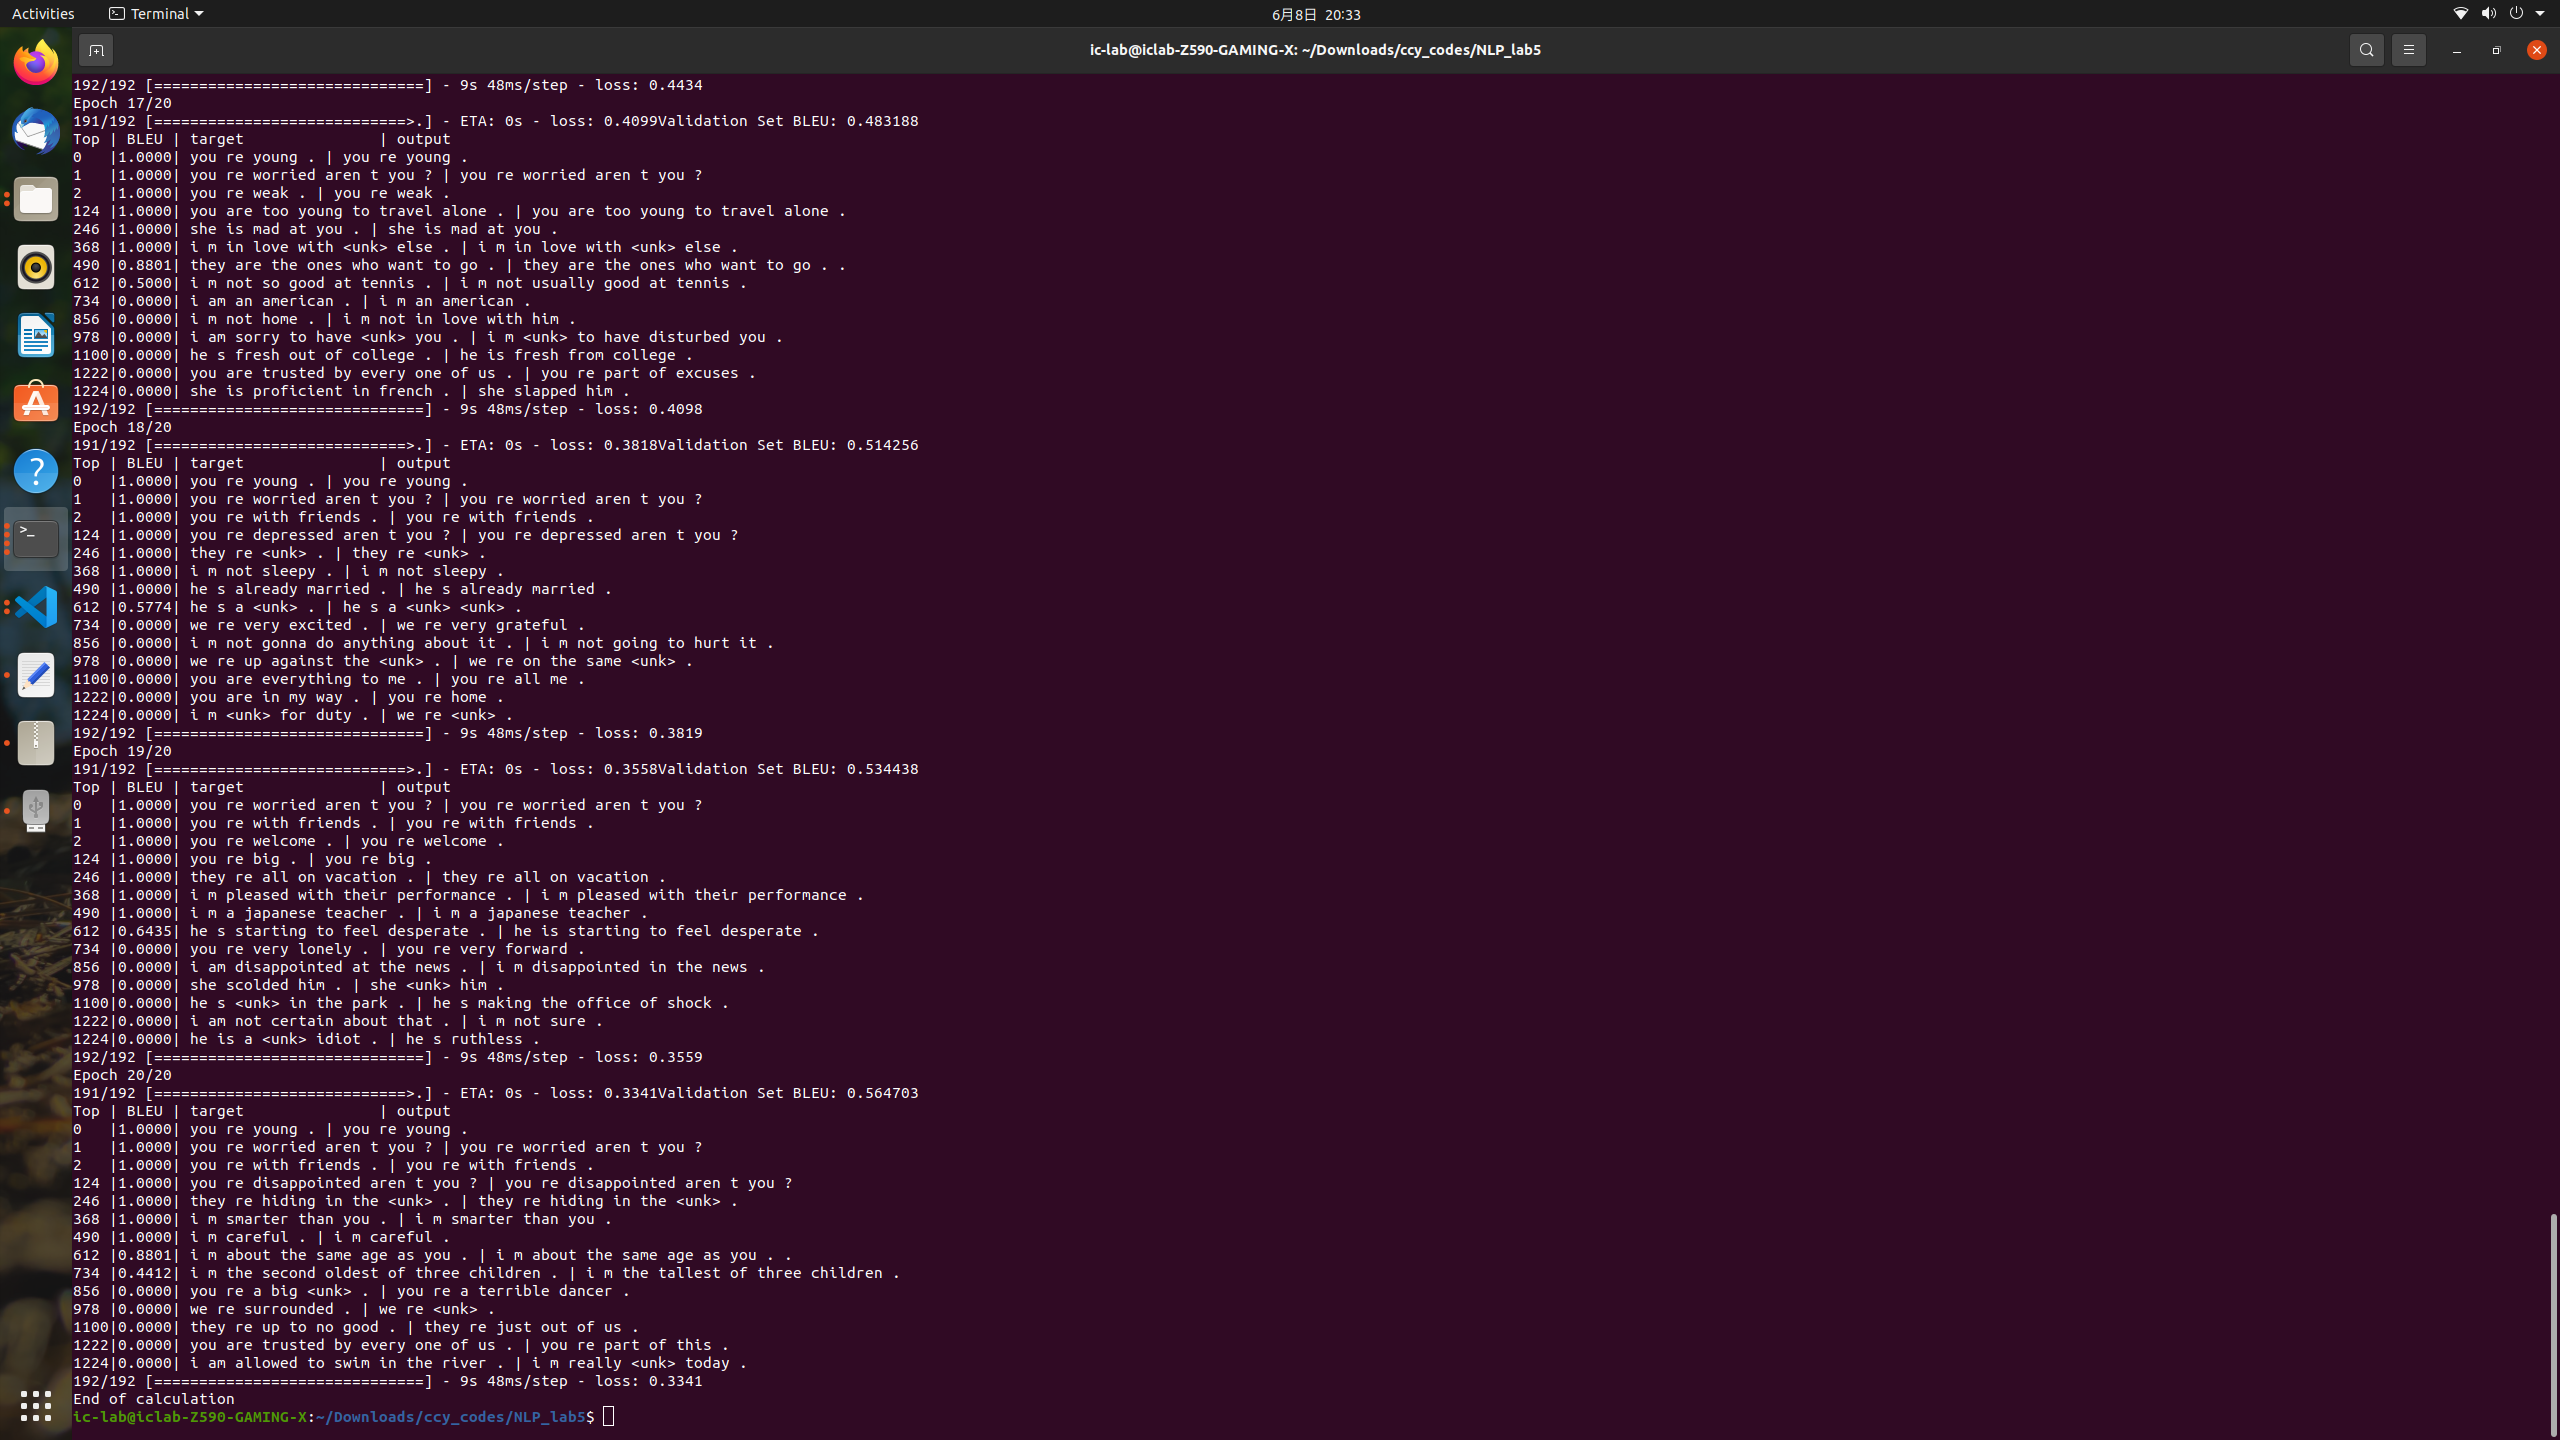 Activities
Terminal
6月8日 20:33
ic-lab@iclab-Z590-GAMING-X: ~/Downloads/ccy_codes/NLP_lab5
192/192 [==============================] - 9s 48ms/step - loss: 0.4434
Epoch 17/20
191/192 [============================>.] - ETA: 0s - loss: 0.4099Validation Set BLEU: 0.483188
Top | BLEU | target               | output
0   |1.0000| you re young . | you re young .
1   |1.0000| you re worried aren t you ? | you re worried aren t you ?
2   |1.0000| you re weak . | you re weak .
124 |1.0000| you are too young to travel alone . | you are too young to travel alone .
246 |1.0000| she is mad at you . | she is mad at you .
368 |1.0000| i m in love with <unk> else . | i m in love with <unk> else .
490 |0.8801| they are the ones who want to go . | they are the ones who want to go . .
612 |0.5000| i m not so good at tennis . | i m not usually good at tennis .
734 |0.0000| i am an american . | i m an american .
856 |0.0000| i m not home . | i m not in love with him .
978 |0.0000| i am sorry to have <unk> you . | i m <unk> to have disturbed you .
1100|0.0000| he s fresh out of college . | he is fresh from college .
1222|0.0000| you are trusted by every one of us . | you re part of excuses .
1224|0.0000| she is proficient in french . | she slapped him .
192/192 [==============================] - 9s 48ms/step - loss: 0.4098
Epoch 18/20
191/192 [============================>.] - ETA: 0s - loss: 0.3818Validation Set BLEU: 0.514256
Top | BLEU | target               | output
0   |1.0000| you re young . | you re young .
1   |1.0000| you re worried aren t you ? | you re worried aren t you ?
2   |1.0000| you re with friends . | you re with friends .
124 |1.0000| you re depressed aren t you ? | you re depressed aren t you ?
246 |1.0000| they re <unk> . | they re <unk> .
368 |1.0000| i m not sleepy . | i m not sleepy .
490 |1.0000| he s already married . | he s already married .
612 |0.5774| he s a <unk> . | he s a <unk> <unk> .
734 |0.0000| we re very excited . | we re very grateful .
856 |0.0000| i m not gonna do anything about it . | i m not going to hurt it .
978 |0.0000| we re up against the <unk> . | we re on the same <unk> .
1100|0.0000| you are everything to me . | you re all me .
1222|0.0000| you are in my way . | you re home .
1224|0.0000| i m <unk> for duty . | we re <unk> .
192/192 [==============================] - 9s 48ms/step - loss: 0.3819
Epoch 19/20
191/192 [============================>.] - ETA: 0s - loss: 0.3558Validation Set BLEU: 0.534438
Top | BLEU | target               | output
0   |1.0000| you re worried aren t you ? | you re worried aren t you ?
1   |1.0000| you re with friends . | you re with friends .
2   |1.0000| you re welcome . | you re welcome .
124 |1.0000| you re big . | you re big .
246 |1.0000| they re all on vacation . | they re all on vacation .
368 |1.0000| i m pleased with their performance . | i m pleased with their performance .
490 |1.0000| i m a japanese teacher . | i m a japanese teacher .
612 |0.6435| he s starting to feel desperate . | he is starting to feel desperate .
734 |0.0000| you re very lonely . | you re very forward .
856 |0.0000| i am disappointed at the news . | i m disappointed in the news .
978 |0.0000| she scolded him . | she <unk> him .
1100|0.0000| he s <unk> in the park . | he s making the office of shock .
1222|0.0000| i am not certain about that . | i m not sure .
1224|0.0000| he is a <unk> idiot . | he s ruthless .
192/192 [==============================] - 9s 48ms/step - loss: 0.3559
Epoch 20/20
191/192 [============================>.] - ETA: 0s - loss: 0.3341Validation Set BLEU: 0.564703
Top | BLEU | target               | output
0   |1.0000| you re young . | you re young .
1   |1.0000| you re worried aren t you ? | you re worried aren t you ?
2   |1.0000| you re with friends . | you re with friends .
124 |1.0000| you re disappointed aren t you ? | you re disappointed aren t you ?
246 |1.0000| they re hiding in the <unk> . | they re hiding in the <unk> .
368 |1.0000| i m smarter than you . | i m smarter than you .
490 |1.0000| i m careful . | i m careful .
612 |0.8801| i m about the same age as you . | i m about the same age as you . .
734 |0.4412| i m the second oldest of three children . | i m the tallest of three children .
856 |0.0000| you re a big <unk> . | you re a terrible dancer .
978 |0.0000| we re surrounded . | we re <unk> .
1100|0.0000| they re up to no good . | they re just out of us .
1222|0.0000| you are trusted by every one of us . | you re part of this .
1224|0.0000| i am allowed to swim in the river . | i m really <unk> today .
192/192 [==============================] - 9s 48ms/step - loss: 0.3341
End of calculation
ic-lab@iclab-Z590-GAMING-X:~/Downloads/ccy_codes/NLP_lab5$